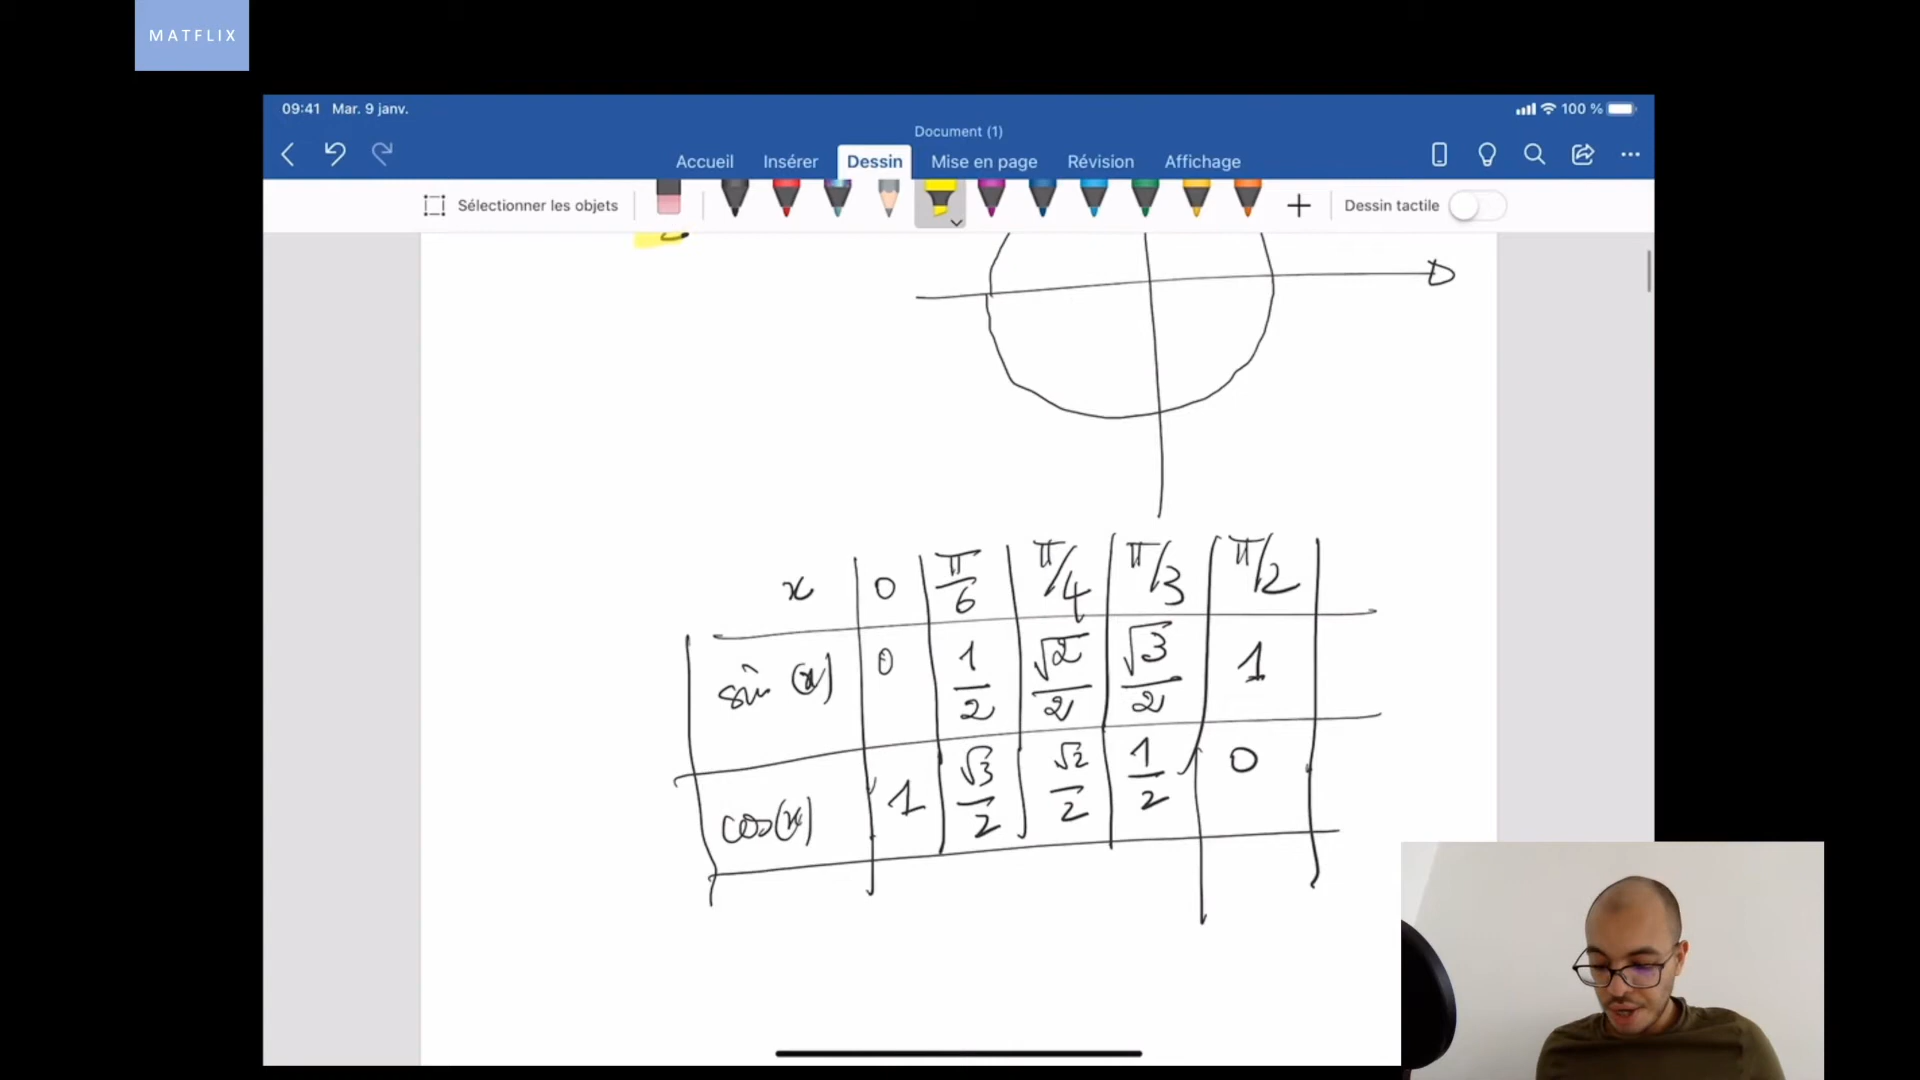 MATFLIX
09:41 Mar. 9 janv.
100 %
Document (1)
Accueil Insérer Dessin Mise en page Révision Affichage
Sélectionner les objets
Dessin tactile
x 0 π/6 π/4 π/3 π/2
sin (x) 0 1/2 √2/2 √3/2 1
cos(x) 1 √3/2 √2/2 1/2 0